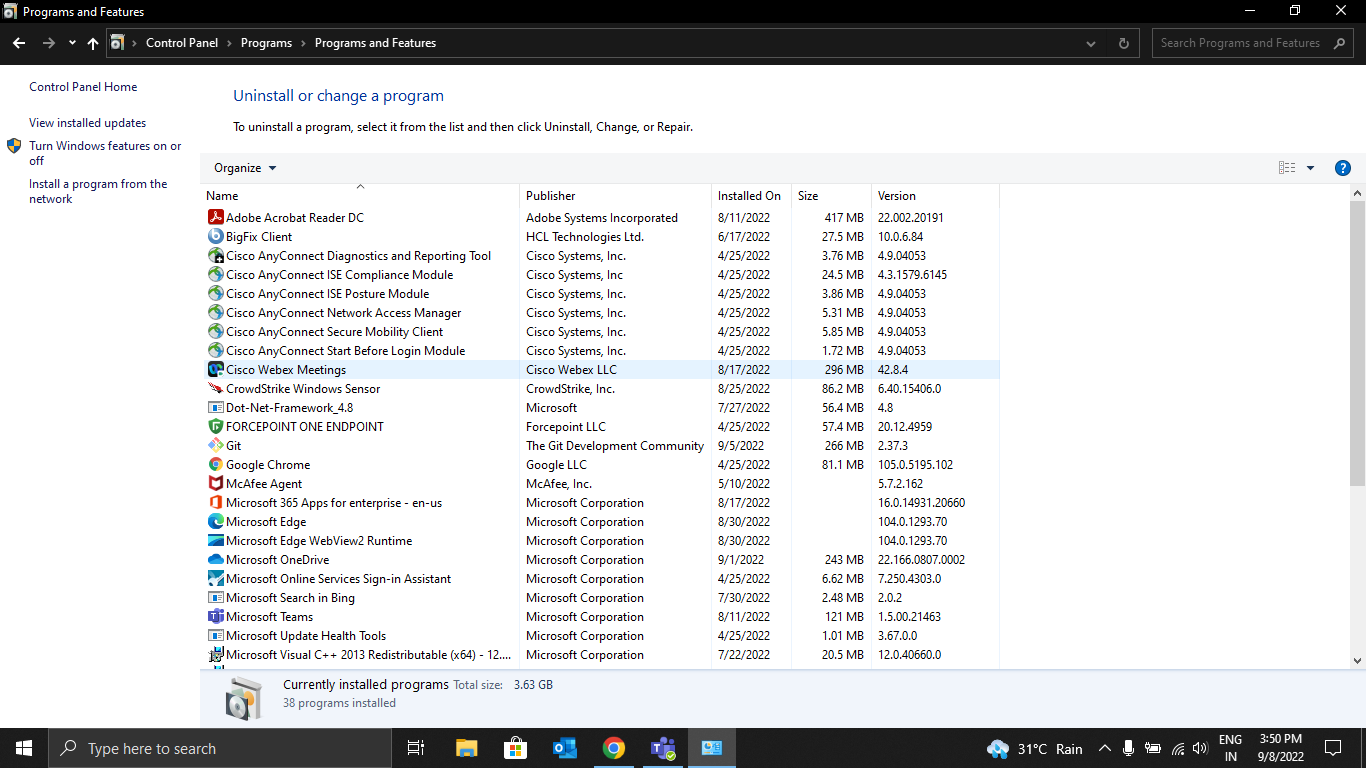 Programs and Features
Control Panel › Programs › Programs and Features
Search Programs and Features
Control Panel Home
View installed updates
Turn Windows features on or
off
Install a program from the
network
Uninstall or change a program
To uninstall a program, select it from the list and then click Uninstall, Change, or Repair.
Organize
Name Publisher Installed On Size Version
Adobe Acrobat Reader DC Adobe Systems Incorporated 8/11/2022 417 MB 22.002.20191
BigFix Client HCL Technologies Ltd. 6/17/2022 27.5 MB 10.0.6.84
Cisco AnyConnect Diagnostics and Reporting Tool Cisco Systems, Inc. 4/25/2022 3.76 MB 4.9.04053
Cisco AnyConnect ISE Compliance Module Cisco Systems, Inc 4/25/2022 24.5 MB 4.3.1579.6145
Cisco AnyConnect ISE Posture Module Cisco Systems, Inc. 4/25/2022 3.86 MB 4.9.04053
Cisco AnyConnect Network Access Manager Cisco Systems, Inc. 4/25/2022 5.31 MB 4.9.04053
Cisco AnyConnect Secure Mobility Client Cisco Systems, Inc. 4/25/2022 5.85 MB 4.9.04053
Cisco AnyConnect Start Before Login Module Cisco Systems, Inc. 4/25/2022 1.72 MB 4.9.04053
Cisco Webex Meetings Cisco Webex LLC 8/17/2022 296 MB 42.8.4
CrowdStrike Windows Sensor CrowdStrike, Inc. 8/25/2022 86.2 MB 6.40.15406.0
Dot-Net-Framework_4.8 Microsoft 7/27/2022 56.4 MB 4.8
FORCEPOINT ONE ENDPOINT Forcepoint LLC 4/25/2022 57.4 MB 20.12.4959
Git The Git Development Community 9/5/2022 266 MB 2.37.3
Google Chrome Google LLC 4/25/2022 81.1 MB 105.0.5195.102
McAfee Agent McAfee, Inc. 5/10/2022 5.7.2.162
Microsoft 365 Apps for enterprise - en-us Microsoft Corporation 8/17/2022 16.0.14931.20660
Microsoft Edge Microsoft Corporation 8/30/2022 104.0.1293.70
Microsoft Edge WebView2 Runtime Microsoft Corporation 8/30/2022 104.0.1293.70
Microsoft OneDrive Microsoft Corporation 9/1/2022 243 MB 22.166.0807.0002
Microsoft Online Services Sign-in Assistant Microsoft Corporation 4/25/2022 6.62 MB 7.250.4303.0
Microsoft Search in Bing Microsoft Corporation 7/30/2022 2.48 MB 2.0.2
Microsoft Teams Microsoft Corporation 8/11/2022 121 MB 1.5.00.21463
Microsoft Update Health Tools Microsoft Corporation 4/25/2022 1.01 MB 3.67.0.0
Microsoft Visual C++ 2013 Redistributable (x64) - 12.... Microsoft Corporation 7/22/2022 20.5 MB 12.0.40660.0
Currently installed programs Total size: 3.63 GB
38 programs installed
Type here to search
31°C Rain
ENG
IN
3:50 PM
9/8/2022